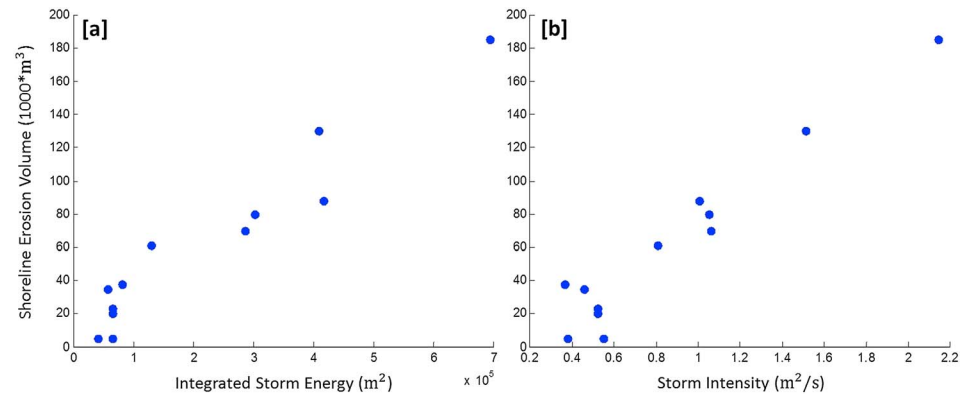 [a]
Shoreline Erosion Volume (1000*m³)
200
180
160
140
120
100
80
60
40
20
0
0 1 2 3 4 5 6 7
x 10⁵
Integrated Storm Energy (m²)
[b]
200
180
160
140
120
100
80
60
40
20
0
0.2 0.4 0.6 0.8 1 1.2 1.4 1.6 1.8 2 2.2
Storm Intensity (m²/s)